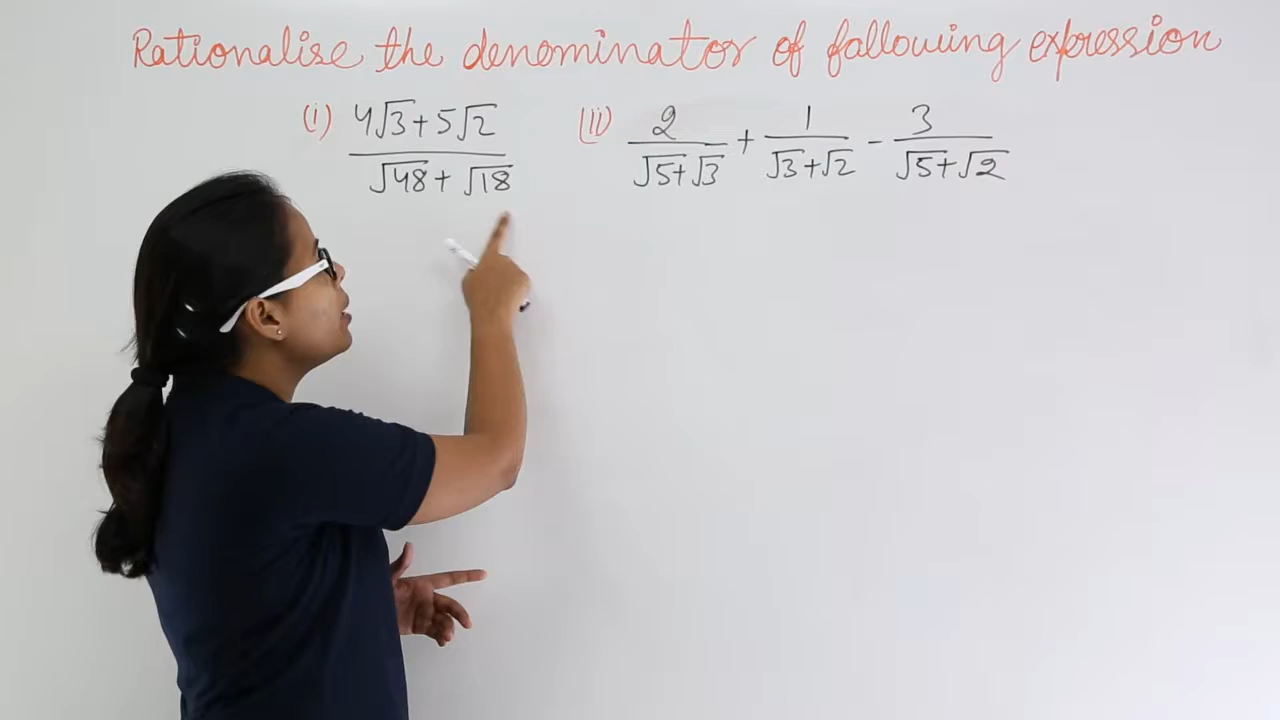 Rationalise the denominator of following expression
(i) (4√3+5√2)/(√48+√18) (ii) 2/(√5+√3) + 1/(√3+√2) - 3/(√5+√2)